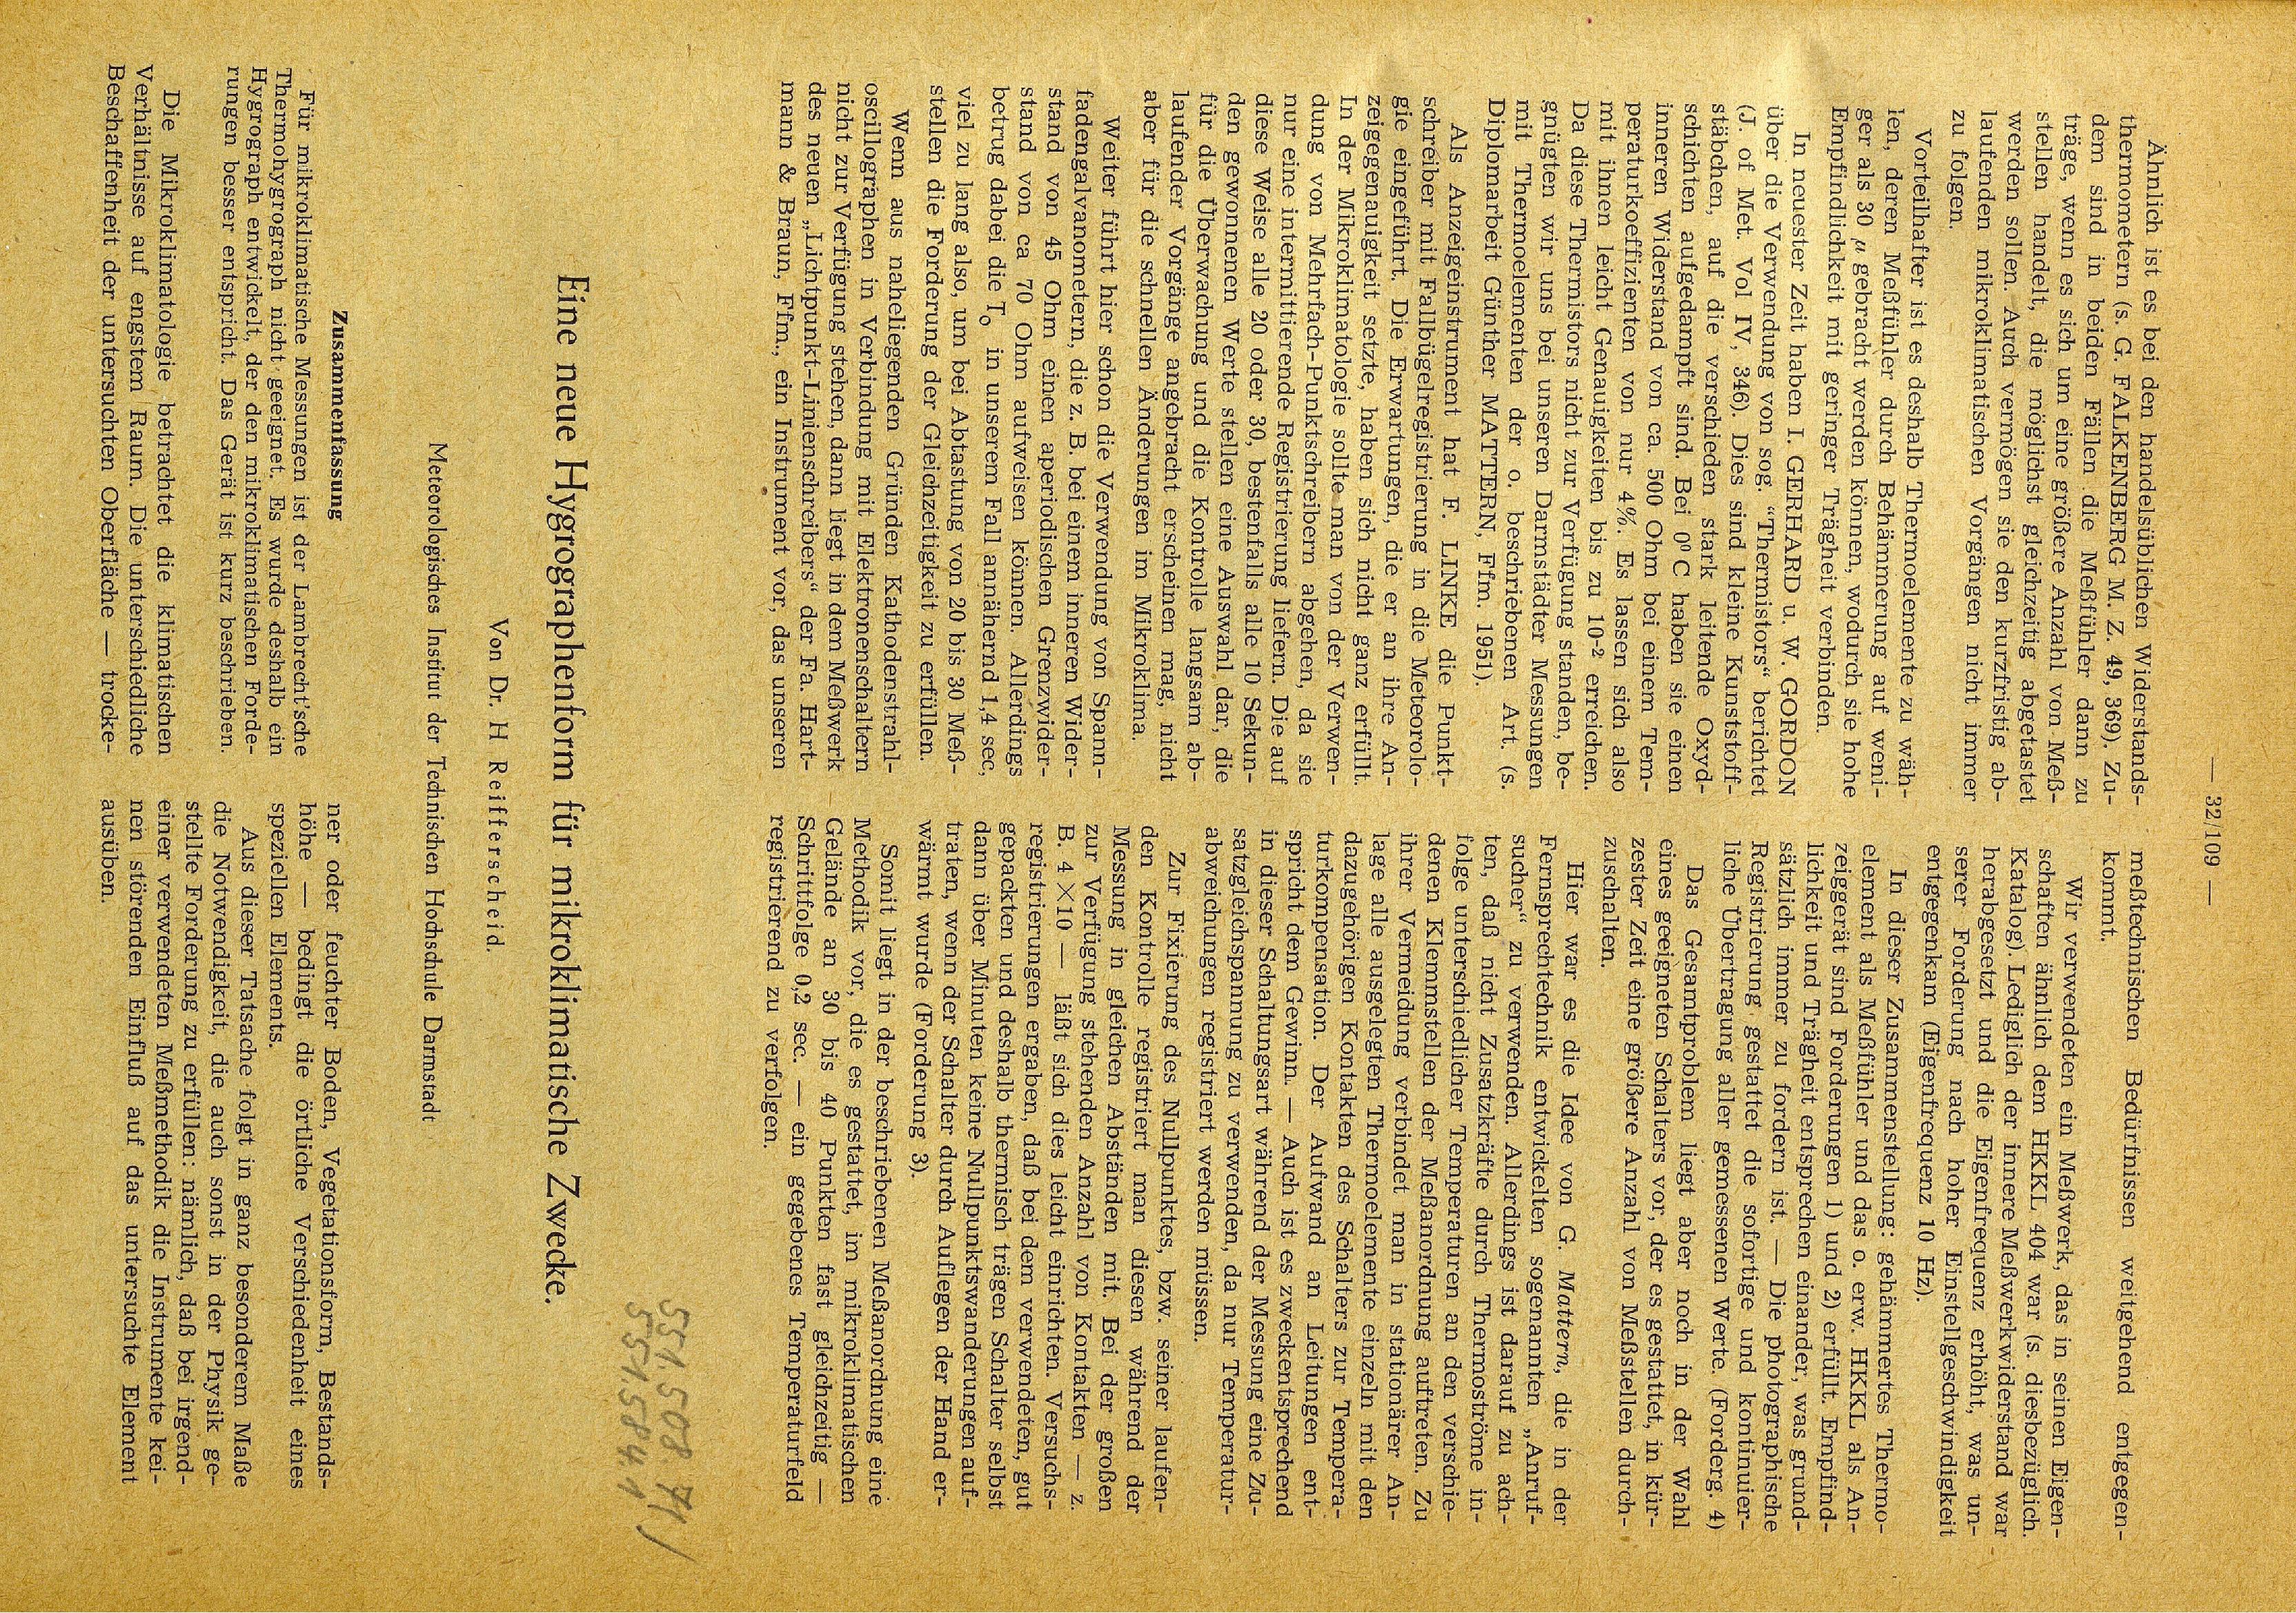 — 32/109 —
Ähnlich ist es bei den handelsüblichen Widerstands-
thermometern (s. G. FALKENBERG M. Z. 49, 369). Zu-
dem sind in beiden Fällen die Meßfühler dann zu
träge, wenn es sich um eine größere Anzahl von Meß-
stellen handelt, die möglichst gleichzeitig abgetastet
werden sollen. Auch vermögen sie den kurzfristig ab-
laufenden mikroklimatischen Vorgängen nicht immer
zu folgen.
Vorteilhafter ist es deshalb Thermoelemente zu wäh-
len, deren Meßfühler durch Behämmerung auf weni-
ger als 30 μ gebracht werden können, wodurch sie hohe
Empfindlichkeit mit geringer Trägheit verbinden.
In neuester Zeit haben I. GERHARD u. W. GORDON
über die Verwendung von sog. "Thermistors" berichtet
(J. of Met. Vol IV, 346). Dies sind kleine Kunststoff-
stäbchen, auf die verschieden stark leitende Oxyd-
schichten aufgedampft sind. Bei 0⁰ C haben sie einen
inneren Widerstand von ca. 500 Ohm bei einem Tem-
peraturkoeffizienten von nur 4%. Es lassen sich also
mit ihnen leicht Genauigkeiten bis zu 10⁻² erreichen.
Da diese Thermistors nicht zur Verfügung standen, be-
gnügten wir uns bei unseren Darmstädter Messungen
mit Thermoelementen der o. beschriebenen Art. (s.
Diplomarbeit Günther MATTERN, Ffm. 1951).
Als Anzeigeinstrument hat F. LINKE die Punkt-
schreiber mit Fallbügelregistrierung in die Meteorolo-
gie eingeführt. Die Erwartungen, die er an ihre An-
zeigegenauigkeit setzte, haben sich nicht ganz erfüllt.
In der Mikroklimatologie sollte man von der Verwen-
dung von Mehrfach-Punktschreibern abgehen, da sie
nur eine intermittierende Registrierung liefern. Die auf
diese Weise alle 20 oder 30, bestenfalls alle 10 Sekun-
den gewonnenen Werte stellen eine Auswahl dar, die
für die Überwachung und die Kontrolle langsam ab-
laufender Vorgänge angebracht erscheinen mag, nicht
aber für die schnellen Änderungen im Mikroklima.
Weiter führt hier schon die Verwendung von Spann-
fadengalvanometern, die z. B. bei einem inneren Wider-
stand von 45 Ohm einen aperiodischen Grenzwider-
stand von ca 70 Ohm aufweisen können. Allerdings
betrug dabei die T₀ in unserem Fall annähernd 1,4 sec,
viel zu lang also, um bei Abtastung von 20 bis 30 Meß-
stellen die Forderung der Gleichzeitigkeit zu erfüllen.
Wenn aus naheliegenden Gründen Kathodenstrahl-
oscillographen in Verbindung mit Elektronenschaltern
nicht zur Verfügung stehen, dann liegt in dem Meßwerk
des neuen „Lichtpunkt-Linienschreibers" der Fa. Hart-
mann & Braun, Ffm., ein Instrument vor, das unseren
meßtechnischen Bedürfnissen weitgehend entgegen-
kommt.
Wir verwendeten ein Meßwerk, das in seinen Eigen-
schaften ähnlich dem HKKL 404 war (s. diesbezüglich.
Katalog). Lediglich der innere Meßwerkwiderstand war
herabgesetzt und die Eigenfrequenz erhöht, was un-
serer Forderung nach hoher Einstellgeschwindigkeit
entgegenkam (Eigenfrequenz 10 Hz).
In dieser Zusammenstellung: gehämmertes Thermo-
element als Meßfühler und das o. erw. HKKL als An-
zeiggerät sind Forderungen 1) und 2) erfüllt. Empfind-
lichkeit und Trägheit entsprechen einander, was grund-
sätzlich immer zu fordern ist. — Die photographische
Registrierung gestattet die sofortige und kontinuier-
liche Übertragung aller gemessenen Werte. (Forderg. 4)
Das Gesamtproblem liegt aber noch in der Wahl
eines geeigneten Schalters vor, der es gestattet, in kür-
zester Zeit eine größere Anzahl von Meßstellen durch-
zuschalten.
Hier war es die Idee von G. Mattern, die in der
Fernsprechtechnik entwickelten sogenannten „Anruf-
sucher" zu verwenden. Allerdings ist darauf zu ach-
ten, daß nicht Zusatzkräfte durch Thermoströme in-
folge unterschiedlicher Temperaturen an den verschie-
denen Klemmstellen der Meßanordnung auftreten. Zu
ihrer Vermeidung verbindet man in stationärer An-
lage alle ausgelegten Thermoelemente einzeln mit den
dazugehörigen Kontakten des Schalters zur Tempera-
turkompensation. Der Aufwand an Leitungen ent-
spricht dem Gewinn. — Auch ist es zweckentsprechend
in dieser Schaltungsart während der Messung eine Zu-
satzgleichspannung zu verwenden, da nur Temperatur-
abweichungen registriert werden müssen.
Zur Fixierung des Nullpunktes, bzw. seiner laufen-
den Kontrolle registriert man diesen während der
Messung in gleichen Abständen mit. Bei der großen
zur Verfügung stehenden Anzahl von Kontakten — z.
B. 4 ×10 — läßt sich dies leicht einrichten. Versuchs-
registrierungen ergaben, daß bei dem verwendeten, gut
gepackten und deshalb thermisch trägen Schalter selbst
dann über Minuten keine Nullpunktswanderungen auf-
traten, wenn der Schalter durch Auflegen der Hand er-
wärmt wurde (Forderung 3).
Somit liegt in der beschriebenen Meßanordnung eine
Methodik vor, die es gestattet, im mikroklimatischen
Gelände an 30 bis 40 Punkten fast gleichzeitig —
Schrittfolge 0,2 sec. — ein gegebenes Temperaturfeld
registrierend zu verfolgen.
551.508.71 /
551.584.1
Eine neue Hygrographenform für mikroklimatische Zwecke.
Von Dr. H Reifferscheid.
Meteorologisches Institut der Technischen Hochschule Darmstadt
Zusammenfassung
Für mikroklimatische Messungen ist der Lambrecht'sche
Thermohygrograph nicht geeignet. Es wurde deshalb ein
Hygrograph entwickelt, der den mikroklimatischen Forde-
rungen besser entspricht. Das Gerät ist kurz beschrieben.
Die Mikroklimatologie betrachtet die klimatischen
Verhältnisse auf engstem Raum. Die unterschiedliche
Beschaffenheit der untersuchten Oberfläche — trocke-
ner oder feuchter Boden, Vegetationsform, Bestands-
höhe — bedingt die örtliche Verschiedenheit eines
speziellen Elements.
Aus dieser Tatsache folgt in ganz besonderem Maße
die Notwendigkeit, die auch sonst in der Physik ge-
stellte Forderung zu erfüllen: nämlich, daß bei irgend-
einer verwendeten Meßmethodik die Instrumente kei-
nen störenden Einfluß auf das untersuchte Element
ausüben.